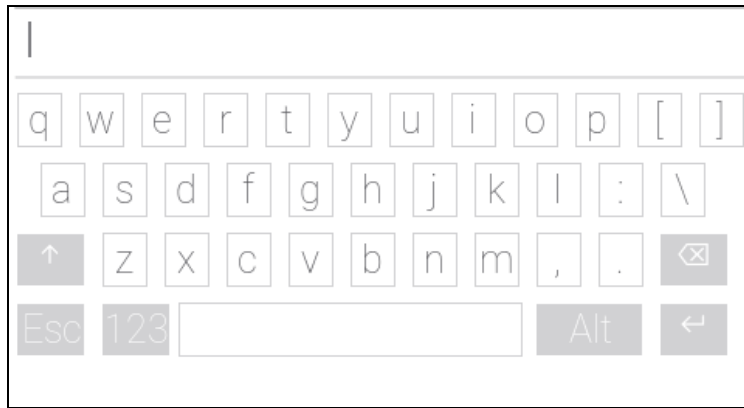 q w e r t y u i o p [ ]
a s d f g h j k l : \
↑ z x c v b n m , . ⌫
Esc 123 Alt ↵